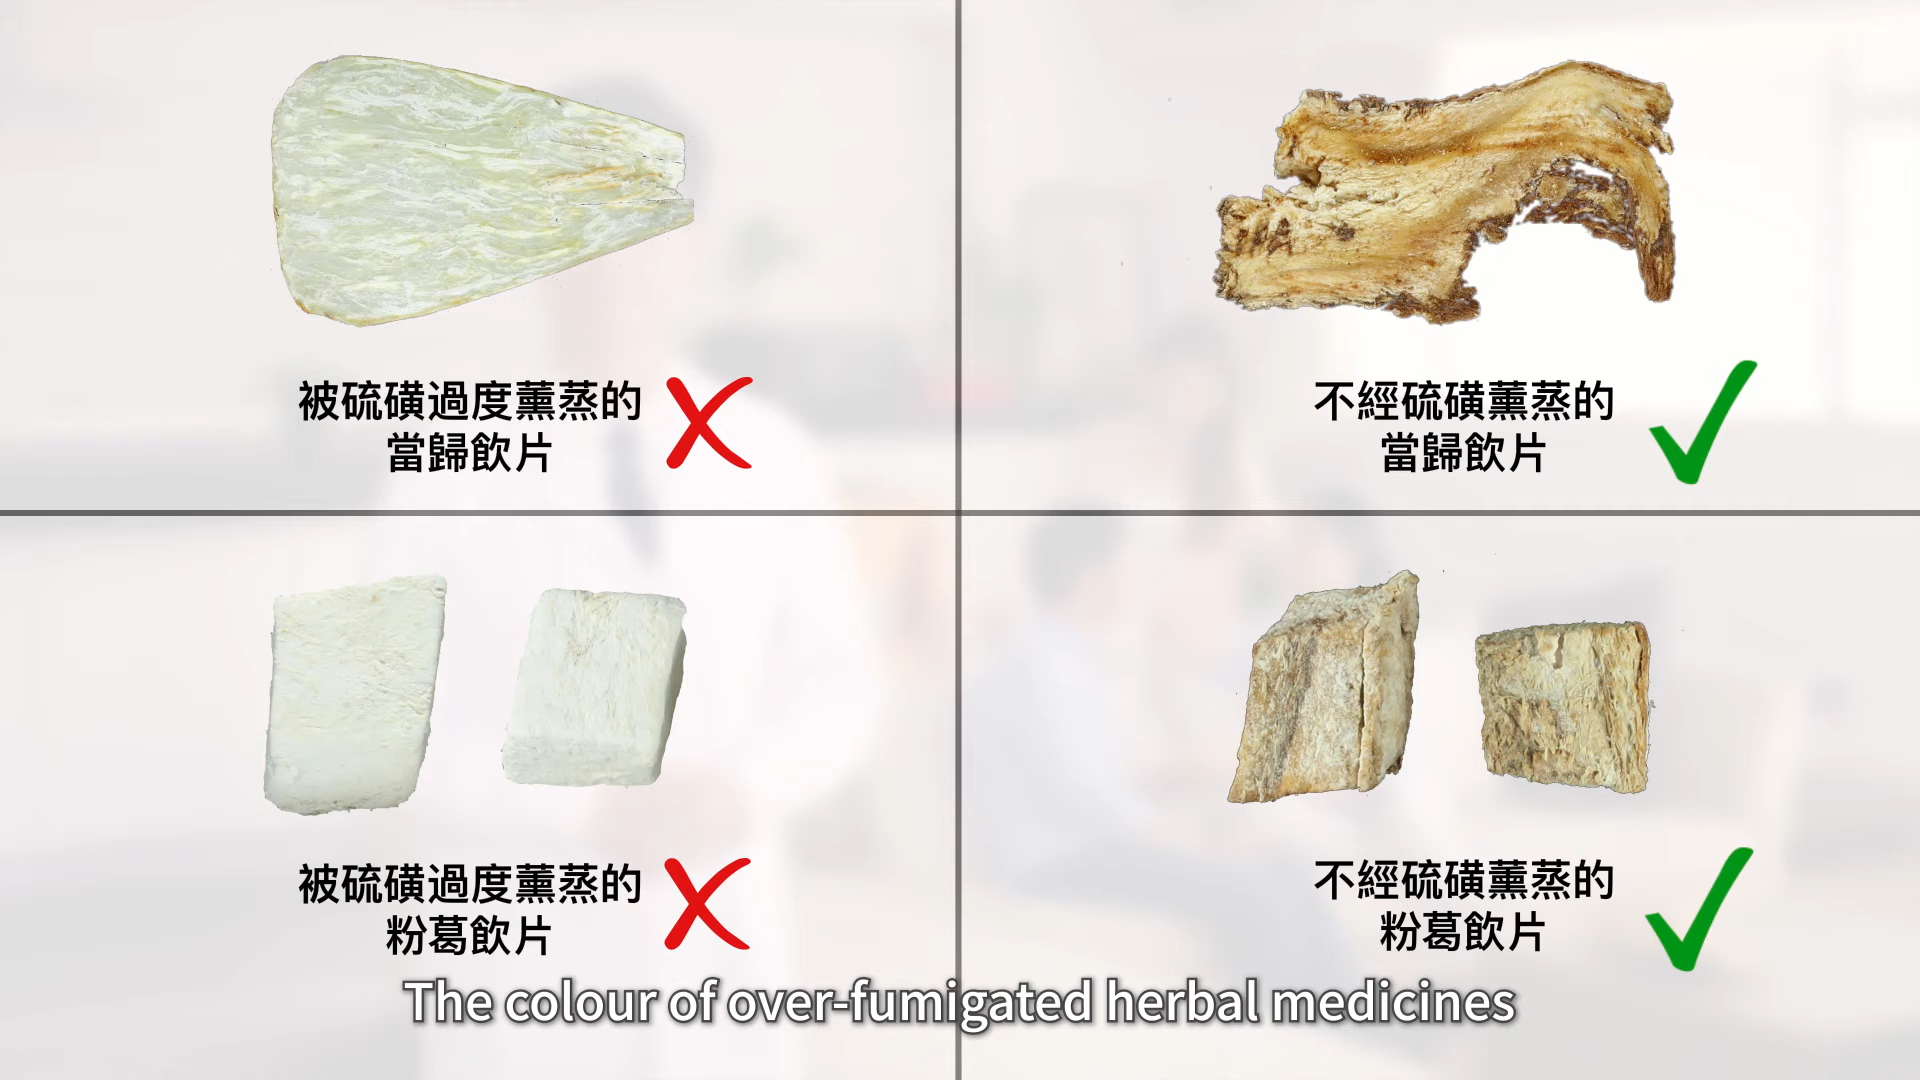 被硫磺過度薰蒸的
當歸飲片
不經硫磺薰蒸的
當歸飲片
被硫磺過度薰蒸的
粉葛飲片
不經硫磺薰蒸的
粉葛飲片
The colour of over-fumigated herbal medicines